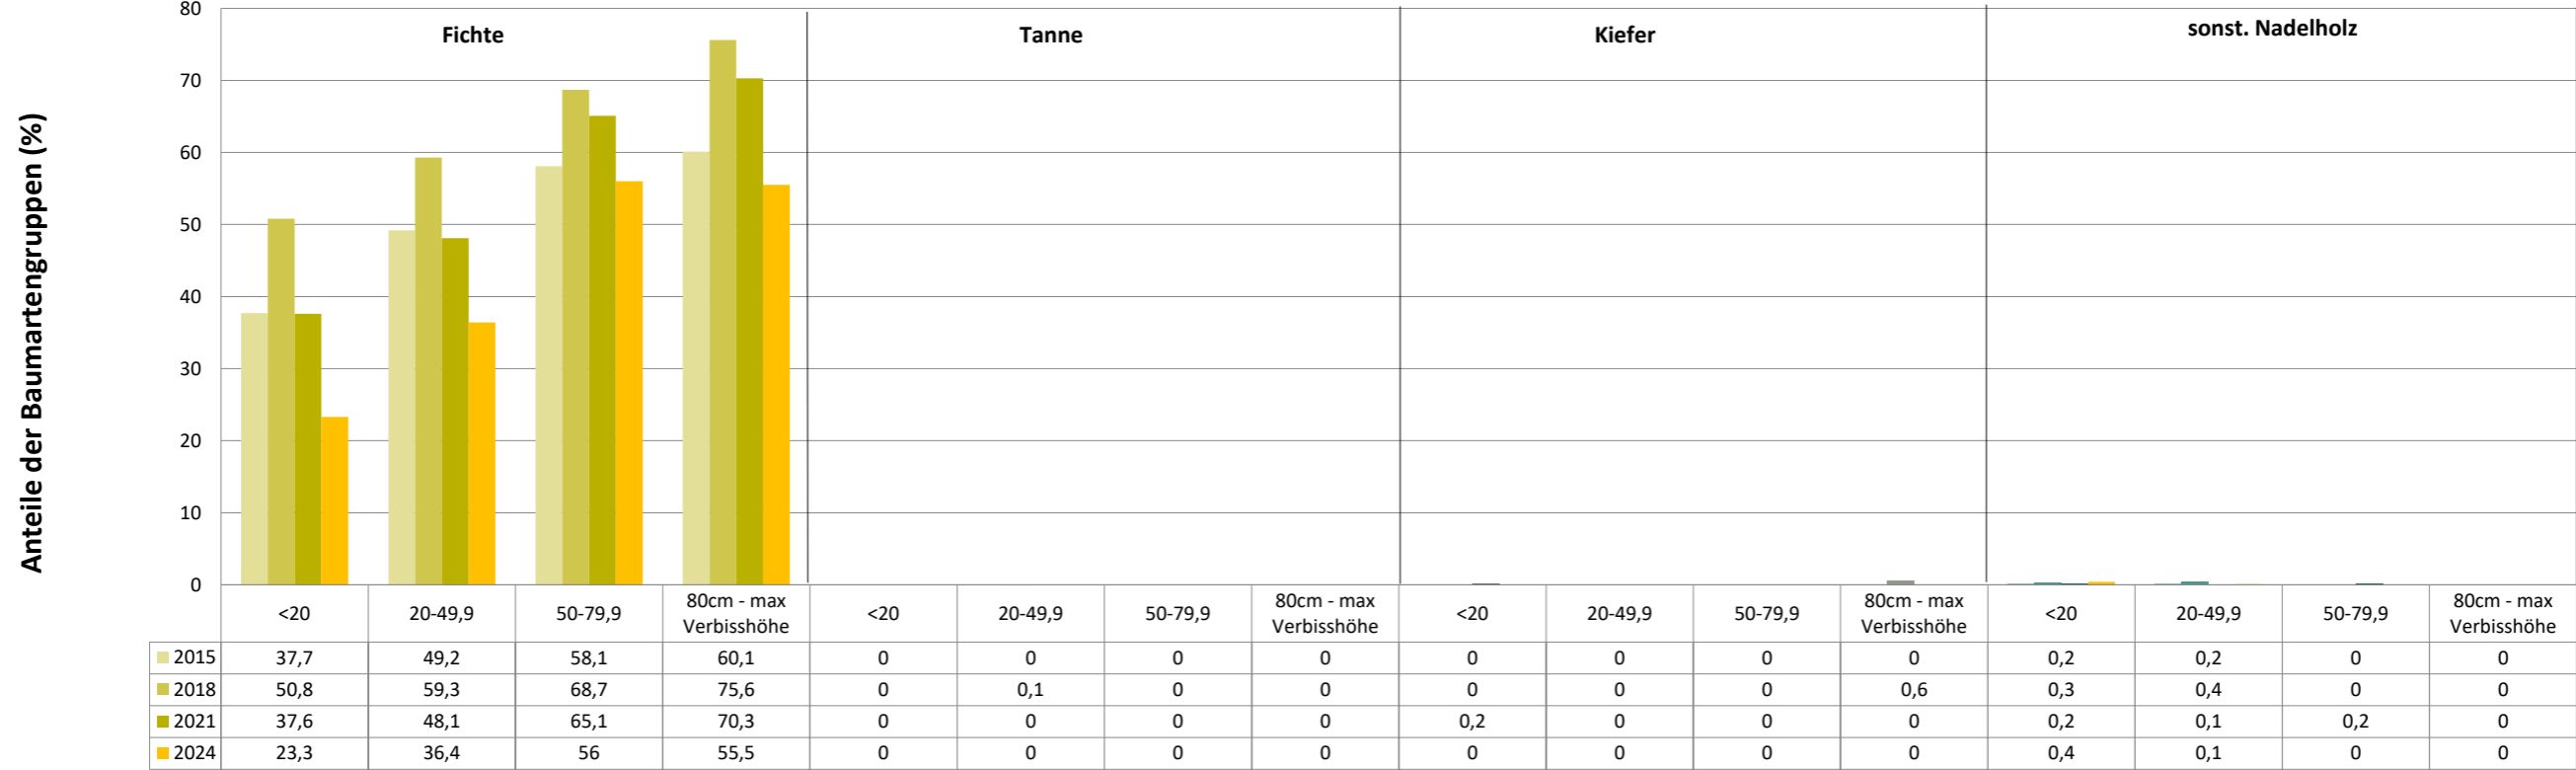 Anteile der Baumartengruppen (%)
80
70
60
50
40
30
20
10
0
Fichte Tanne Kiefer sonst. Nadelholz
<20 20-49,9 50-79,9 80cm - max Verbisshöhe <20 20-49,9 50-79,9 80cm - max Verbisshöhe <20 20-49,9 50-79,9 80cm - max Verbisshöhe <20 20-49,9 50-79,9 80cm - max Verbisshöhe
2015 37,7 49,2 58,1 60,1 0 0 0 0 0 0 0 0 0,2 0,2 0 0
2018 50,8 59,3 68,7 75,6 0 0,1 0 0 0 0 0 0,6 0,3 0,4 0 0
2021 37,6 48,1 65,1 70,3 0 0 0 0 0,2 0 0 0 0,2 0,1 0,2 0
2024 23,3 36,4 56 55,5 0 0 0 0 0 0 0 0 0,4 0,1 0 0